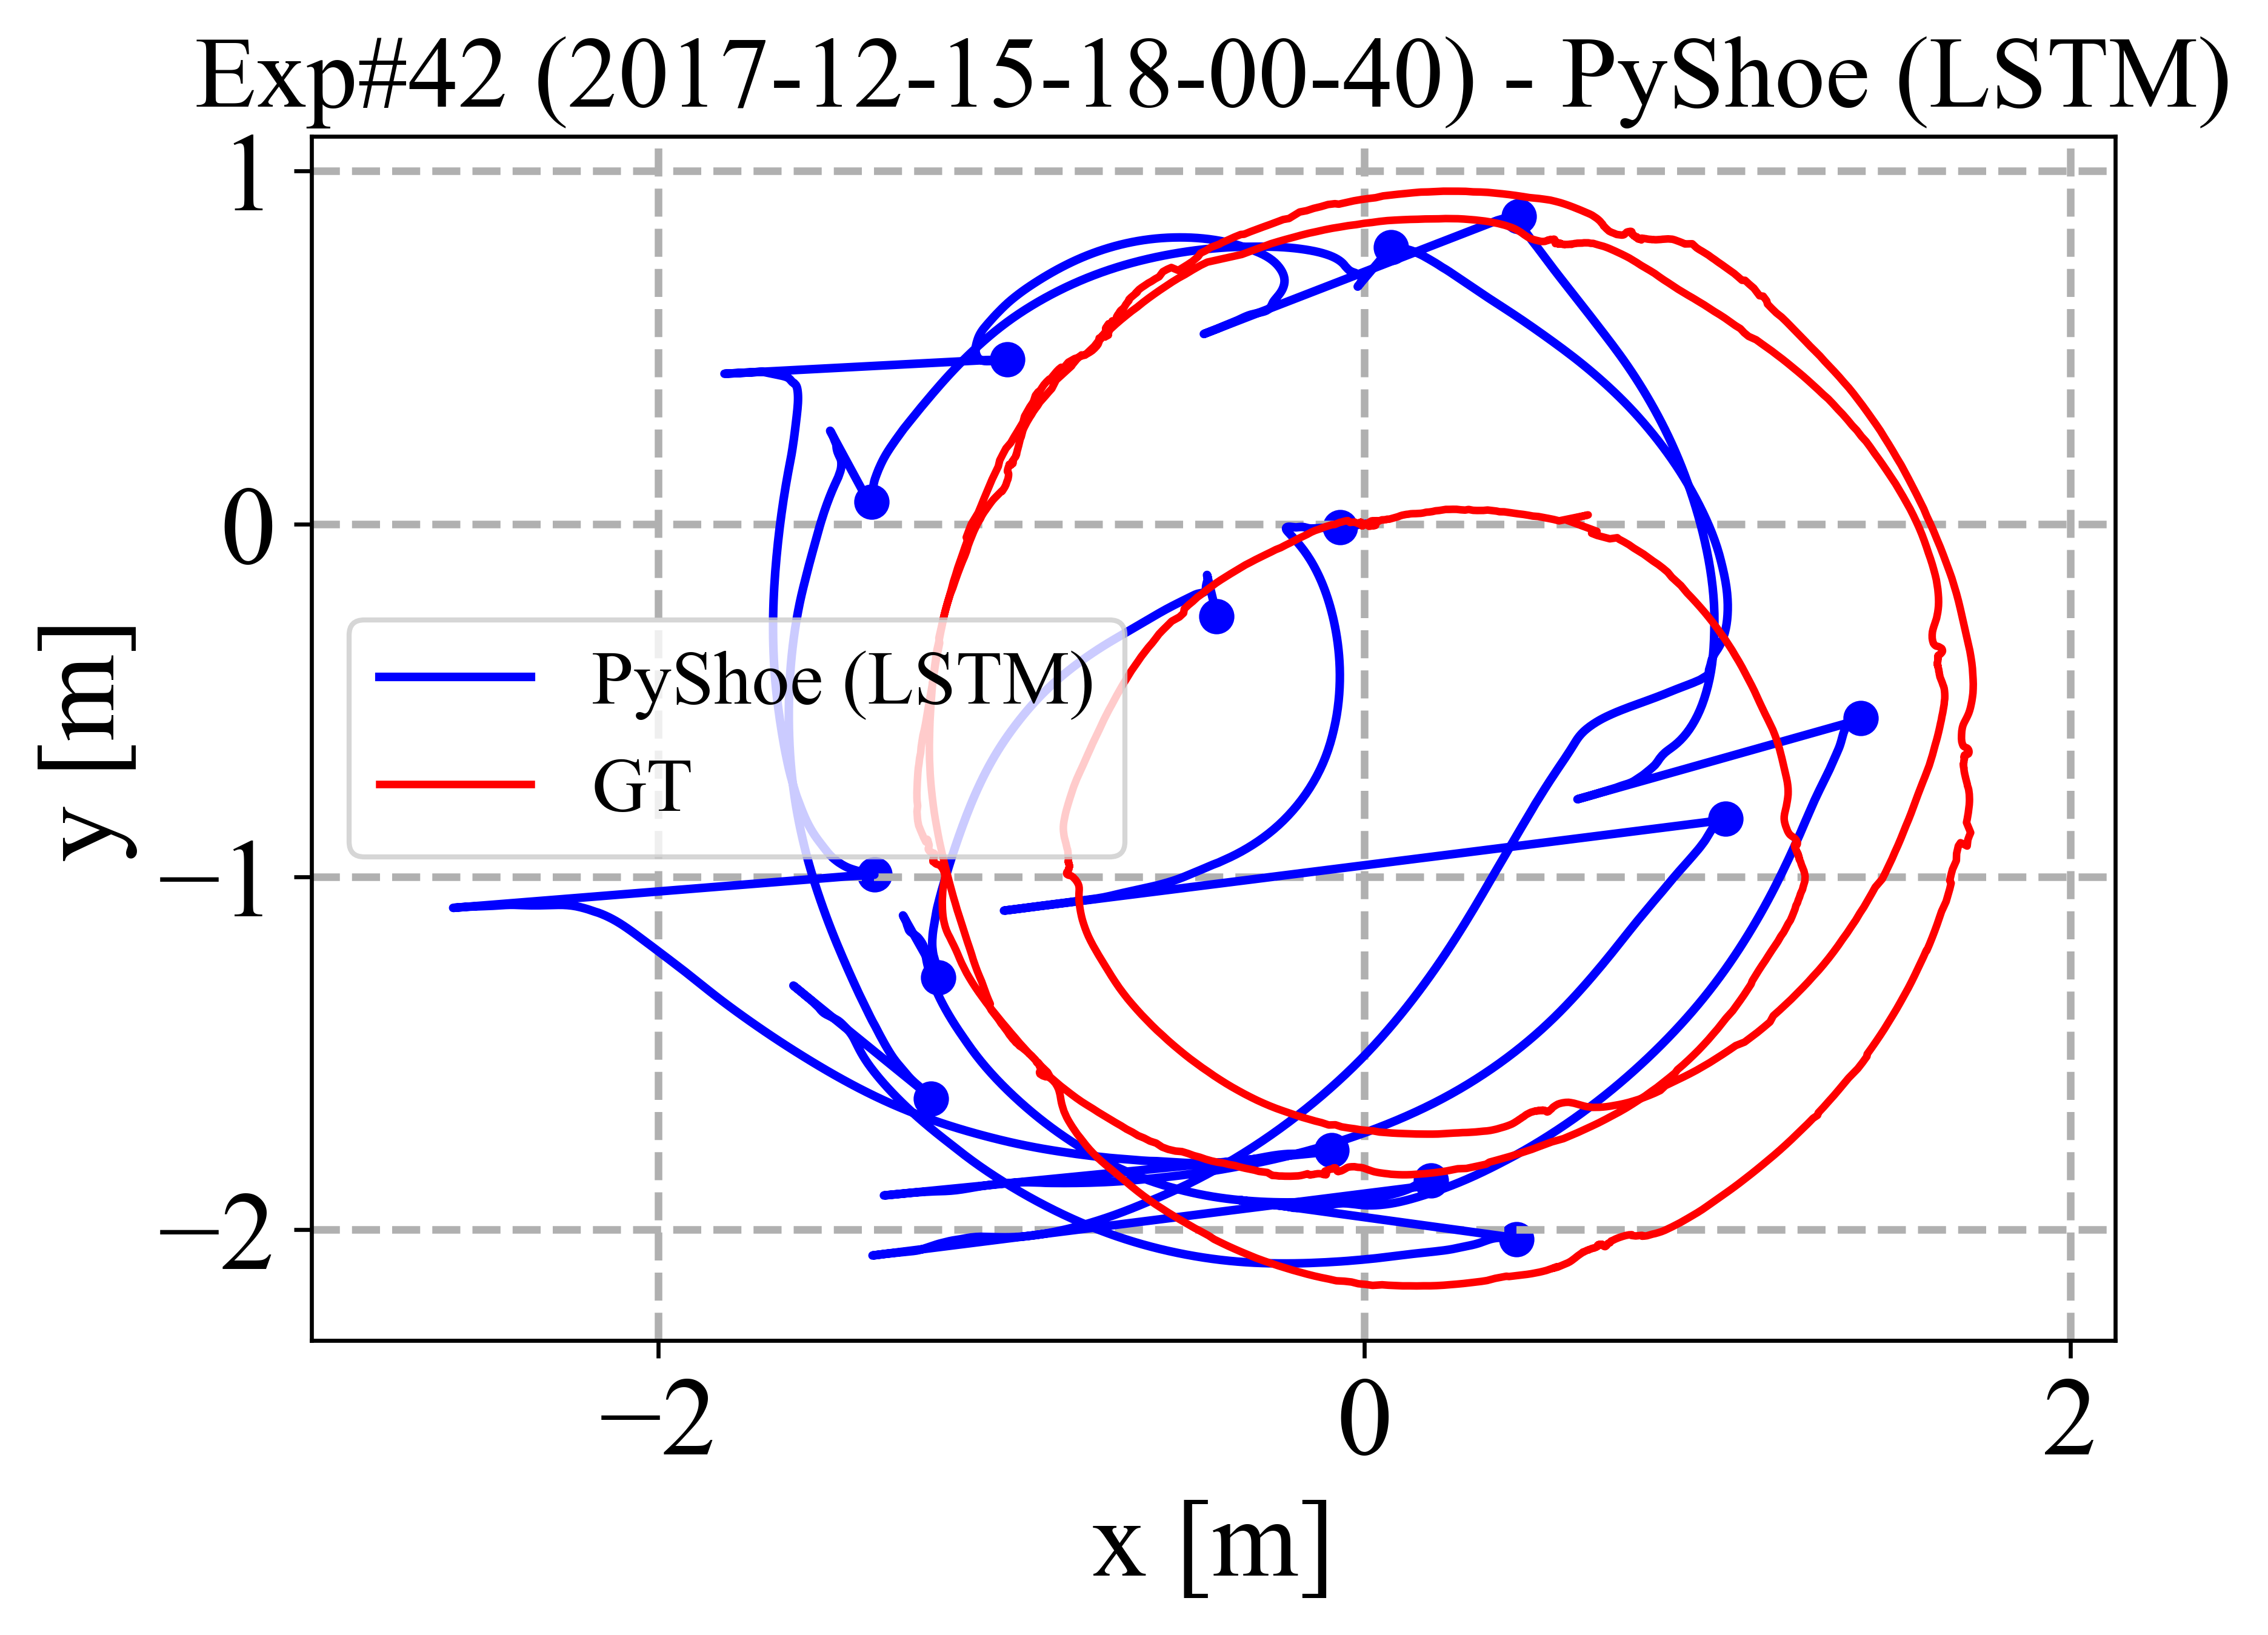 Exp#42 (2017-12-15-18-00-40) - PyShoe (LSTM)
1
0
−1
−2
y [m]
PyShoe (LSTM)
GT
−2
0
2
x [m]